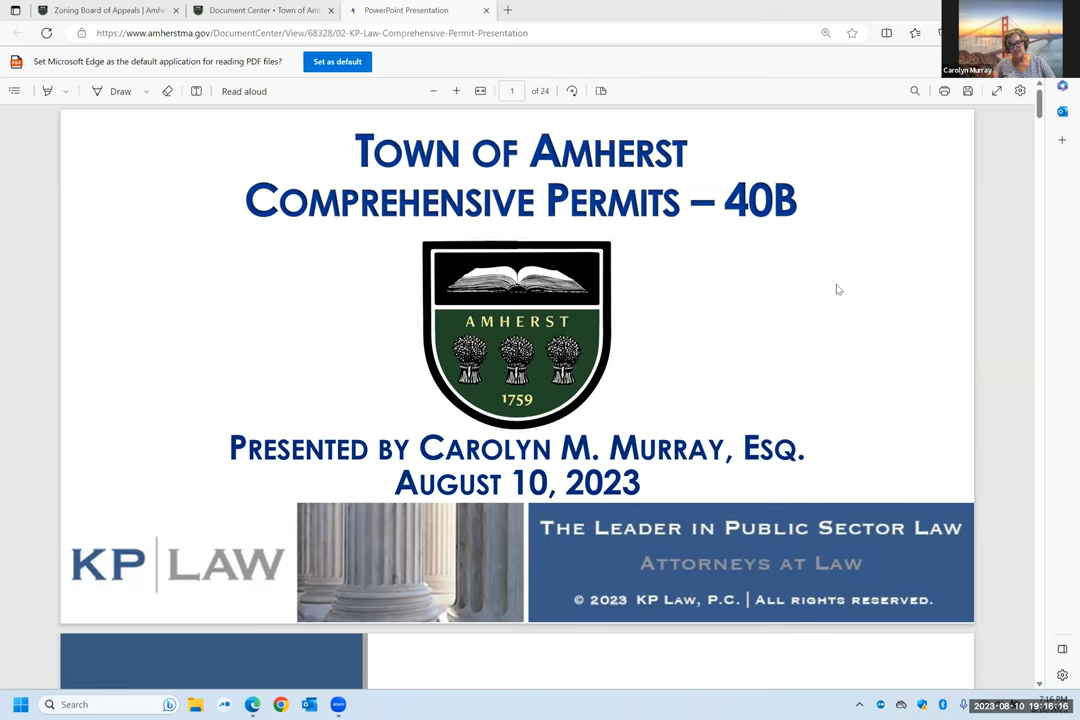 Zoning Board of Appeals | Amhe
Document Center • Town of Am
PowerPoint Presentation
https://www.amherstma.gov/DocumentCenter/View/68328/02-KP-Law-Comprehensive-Permit-Presentation
Carolyn Murray
Set Microsoft Edge as the default application for reading PDF files?
Set as default
Draw
Read aloud
1
of 24
TOWN OF AMHERST
COMPREHENSIVE PERMITS – 40B
AMHERST
1759
PRESENTED BY CAROLYN M. MURRAY, ESQ.
AUGUST 10, 2023
KP | LAW
THE LEADER IN PUBLIC SECTOR LAW
ATTORNEYS AT LAW
© 2023 KP LAW, P.C. | ALL RIGHTS RESERVED.
Search
7:16 PM
2023-08-10 19:16:16